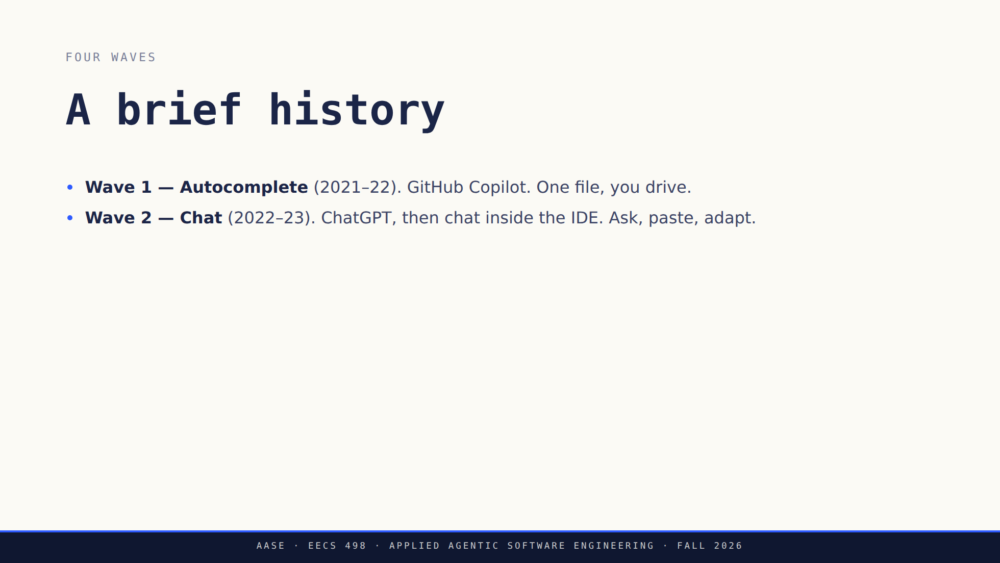 FOUR WAVES
A brief history
• Wave 1 — Autocomplete (2021–22). GitHub Copilot. One file, you drive.
• Wave 2 — Chat (2022–23). ChatGPT, then chat inside the IDE. Ask, paste, adapt.
AASE · EECS 498 · APPLIED AGENTIC SOFTWARE ENGINEERING · FALL 2026